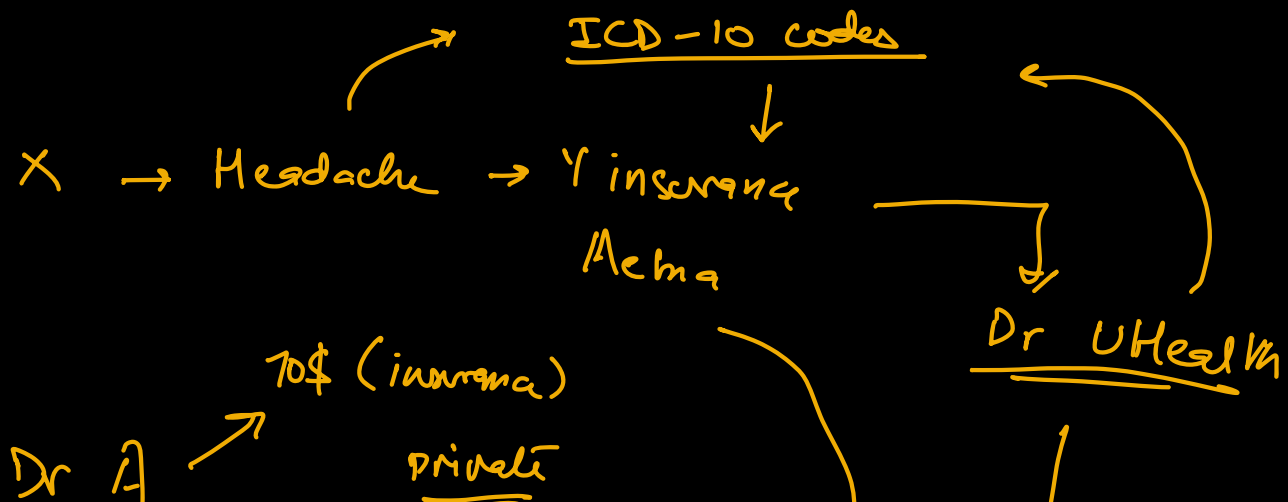 ICD-10 codes
X → Headache → Y insurance
Aetna
Dr UHealth
70$ (insurance)
Dr A
private